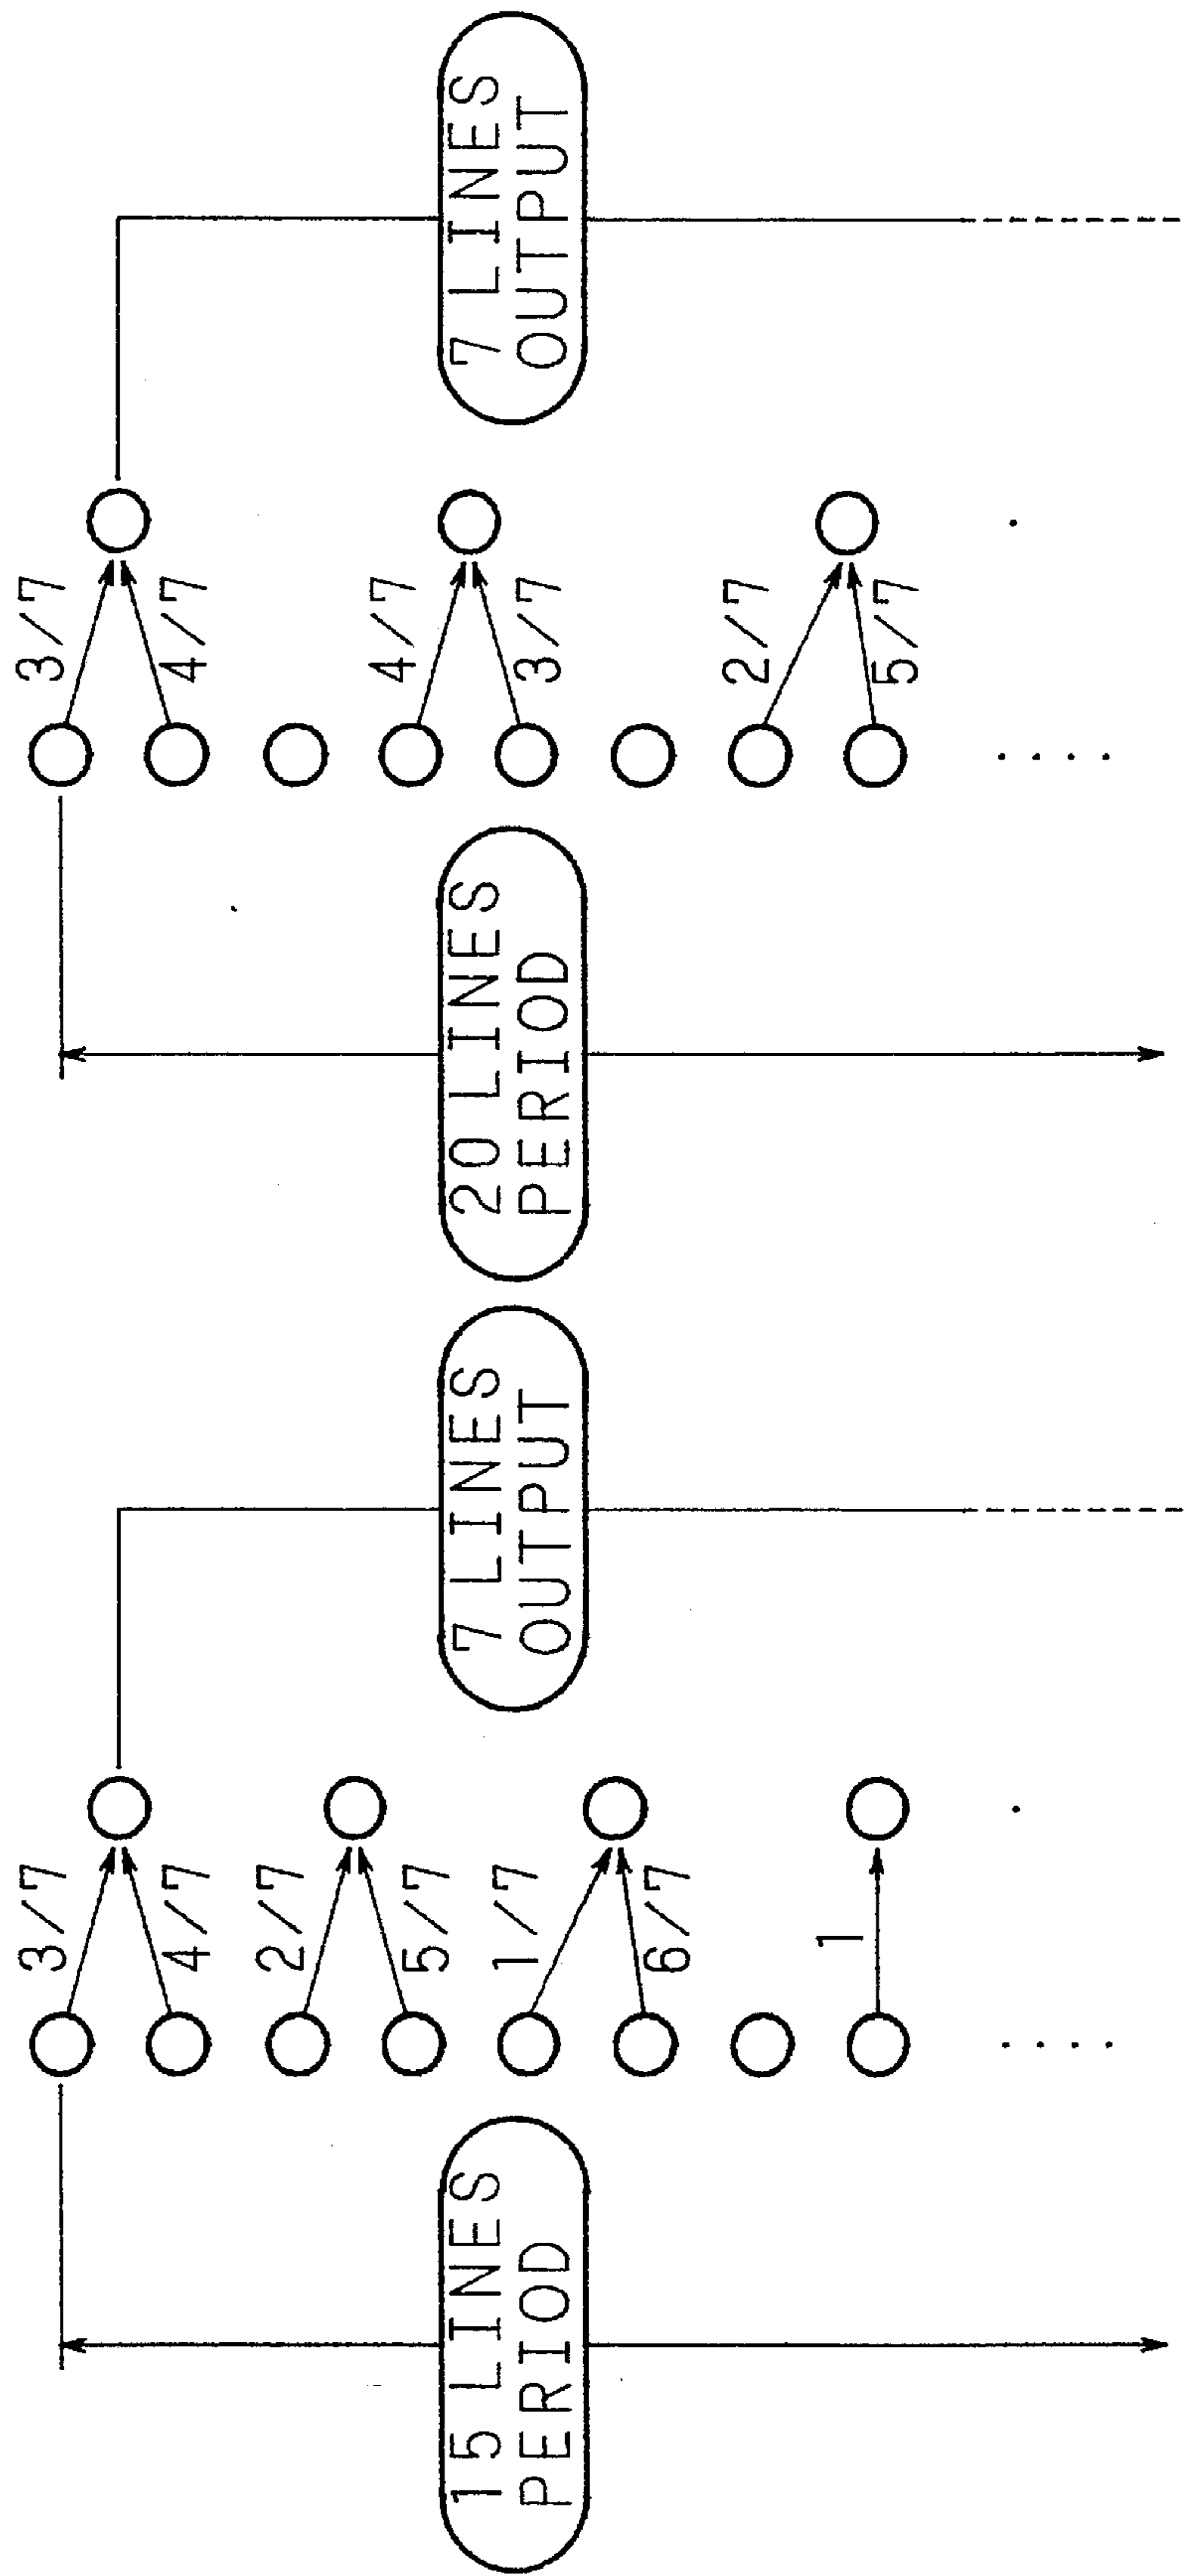 15 LINES
PERIOD
3/7
4/7
2/7
5/7
1/7
6/7
1
7 LINES
OUTPUT
20 LINES
PERIOD
3/7
4/7
4/7
3/7
2/7
5/7
7 LINES
OUTPUT